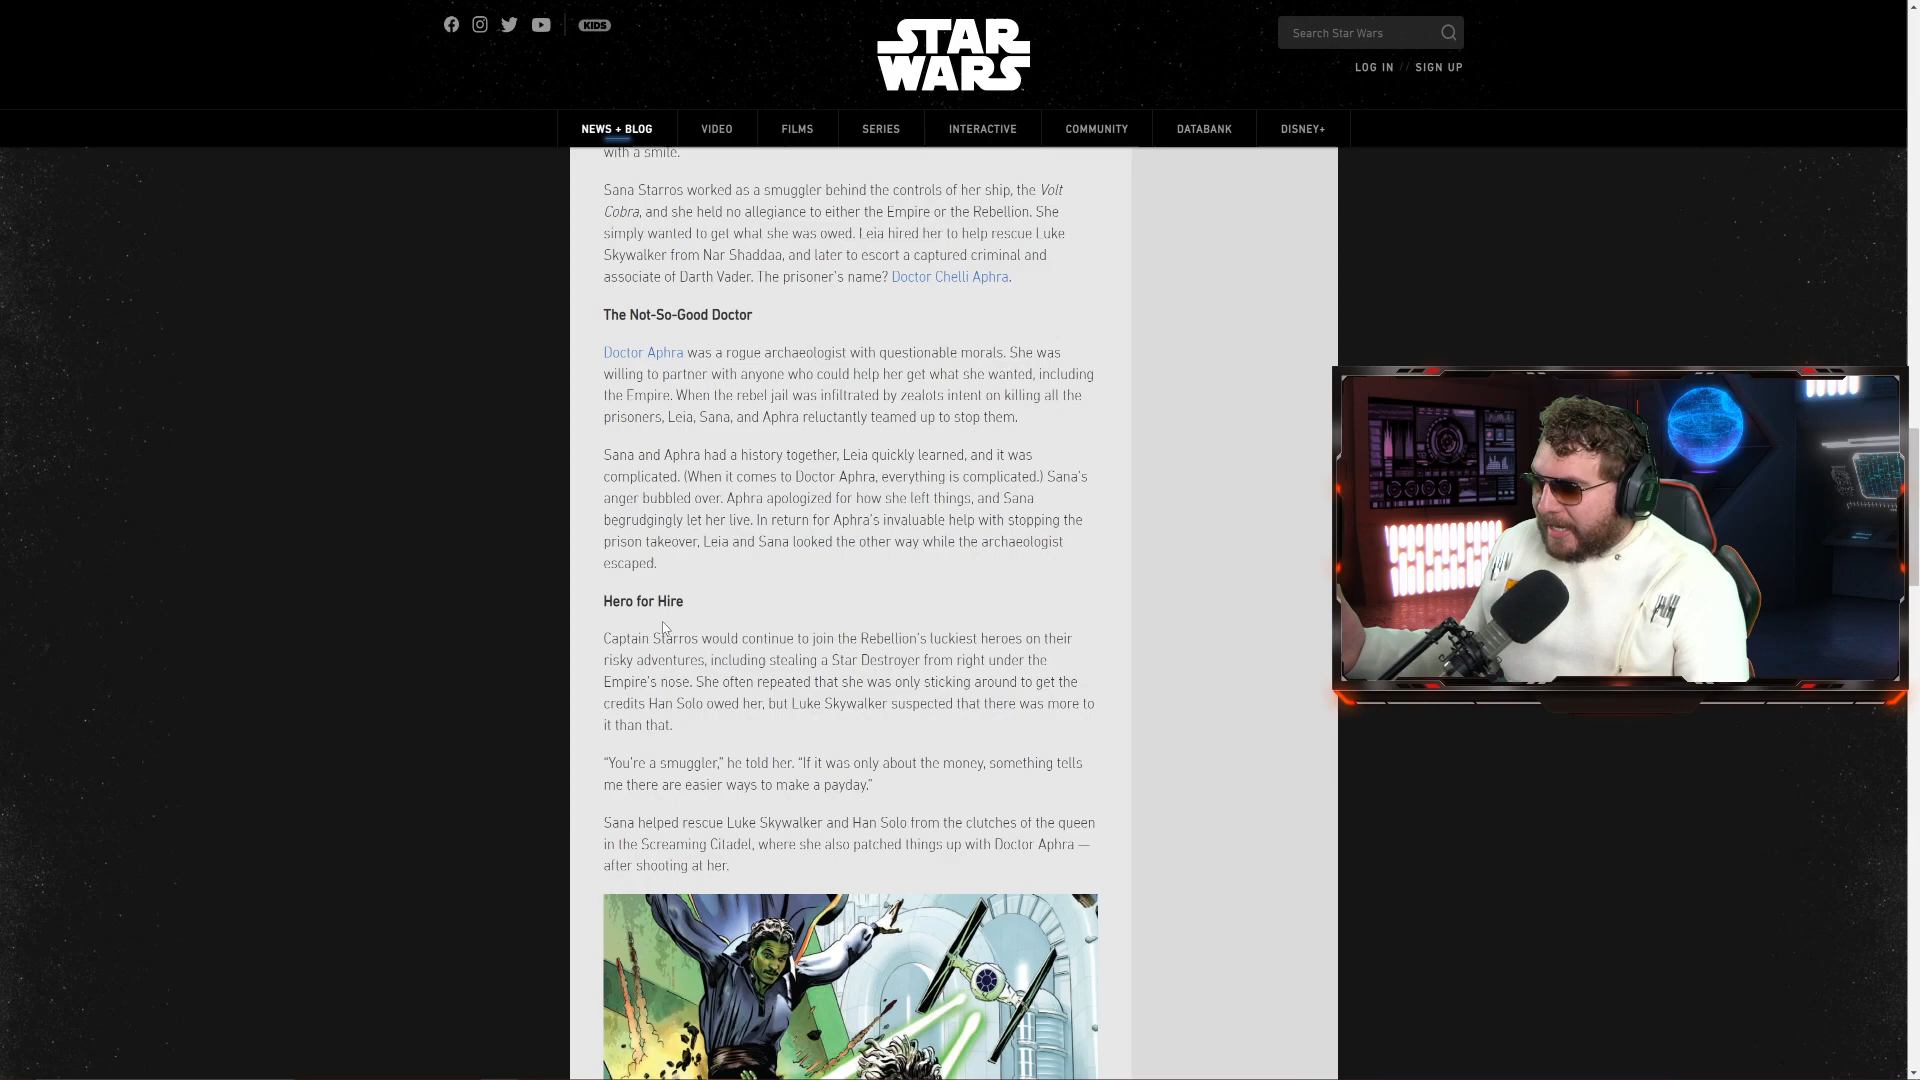 KIDS
STAR
WARS
Search Star Wars
LOG IN // SIGN UP
NEWS + BLOG
VIDEO
FILMS
SERIES
INTERACTIVE
COMMUNITY
DATABANK
DISNEY+
with a smile.
Sana Starros worked as a smuggler behind the controls of her ship, the Volt
Cobra, and she held no allegiance to either the Empire or the Rebellion. She
simply wanted to get what she was owed. Leia hired her to help rescue Luke
Skywalker from Nar Shaddaa, and later to escort a captured criminal and
associate of Darth Vader. The prisoner's name? Doctor Chelli Aphra.
The Not-So-Good Doctor
Doctor Aphra was a rogue archaeologist with questionable morals. She was
willing to partner with anyone who could help her get what she wanted, including
the Empire. When the rebel jail was infiltrated by zealots intent on killing all the
prisoners, Leia, Sana, and Aphra reluctantly teamed up to stop them.
Sana and Aphra had a history together, Leia quickly learned, and it was
complicated. (When it comes to Doctor Aphra, everything is complicated.) Sana's
anger bubbled over. Aphra apologized for how she left things, and Sana
begrudgingly let her live. In return for Aphra's invaluable help with stopping the
prison takeover, Leia and Sana looked the other way while the archaeologist
escaped.
Hero for Hire
Captain Starros would continue to join the Rebellion's luckiest heroes on their
risky adventures, including stealing a Star Destroyer from right under the
Empire's nose. She often repeated that she was only sticking around to get the
credits Han Solo owed her, but Luke Skywalker suspected that there was more to
it than that.
“You're a smuggler,” he told her. “If it was only about the money, something tells
me there are easier ways to make a payday.”
Sana helped rescue Luke Skywalker and Han Solo from the clutches of the queen
in the Screaming Citadel, where she also patched things up with Doctor Aphra —
after shooting at her.